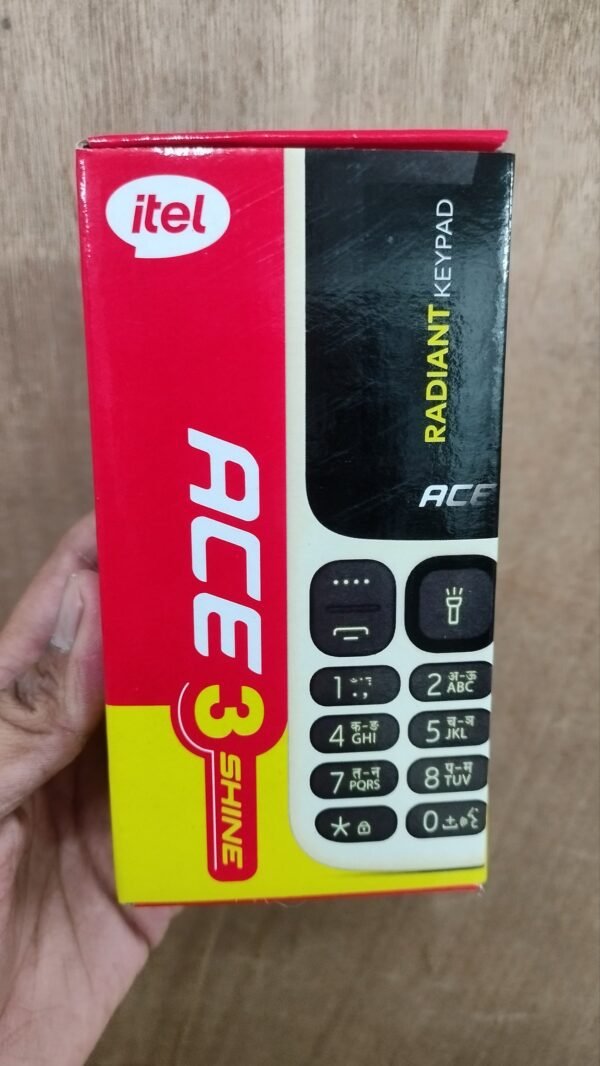 itel
RADIANT KEYPAD
ACE 3
SHINE
ACE
1 .,
2 अ-ऊ ABC
4 क-ङ GHI
5 च-ञ JKL
7 त-न PQRS
8 प-म TUV
*
0 +